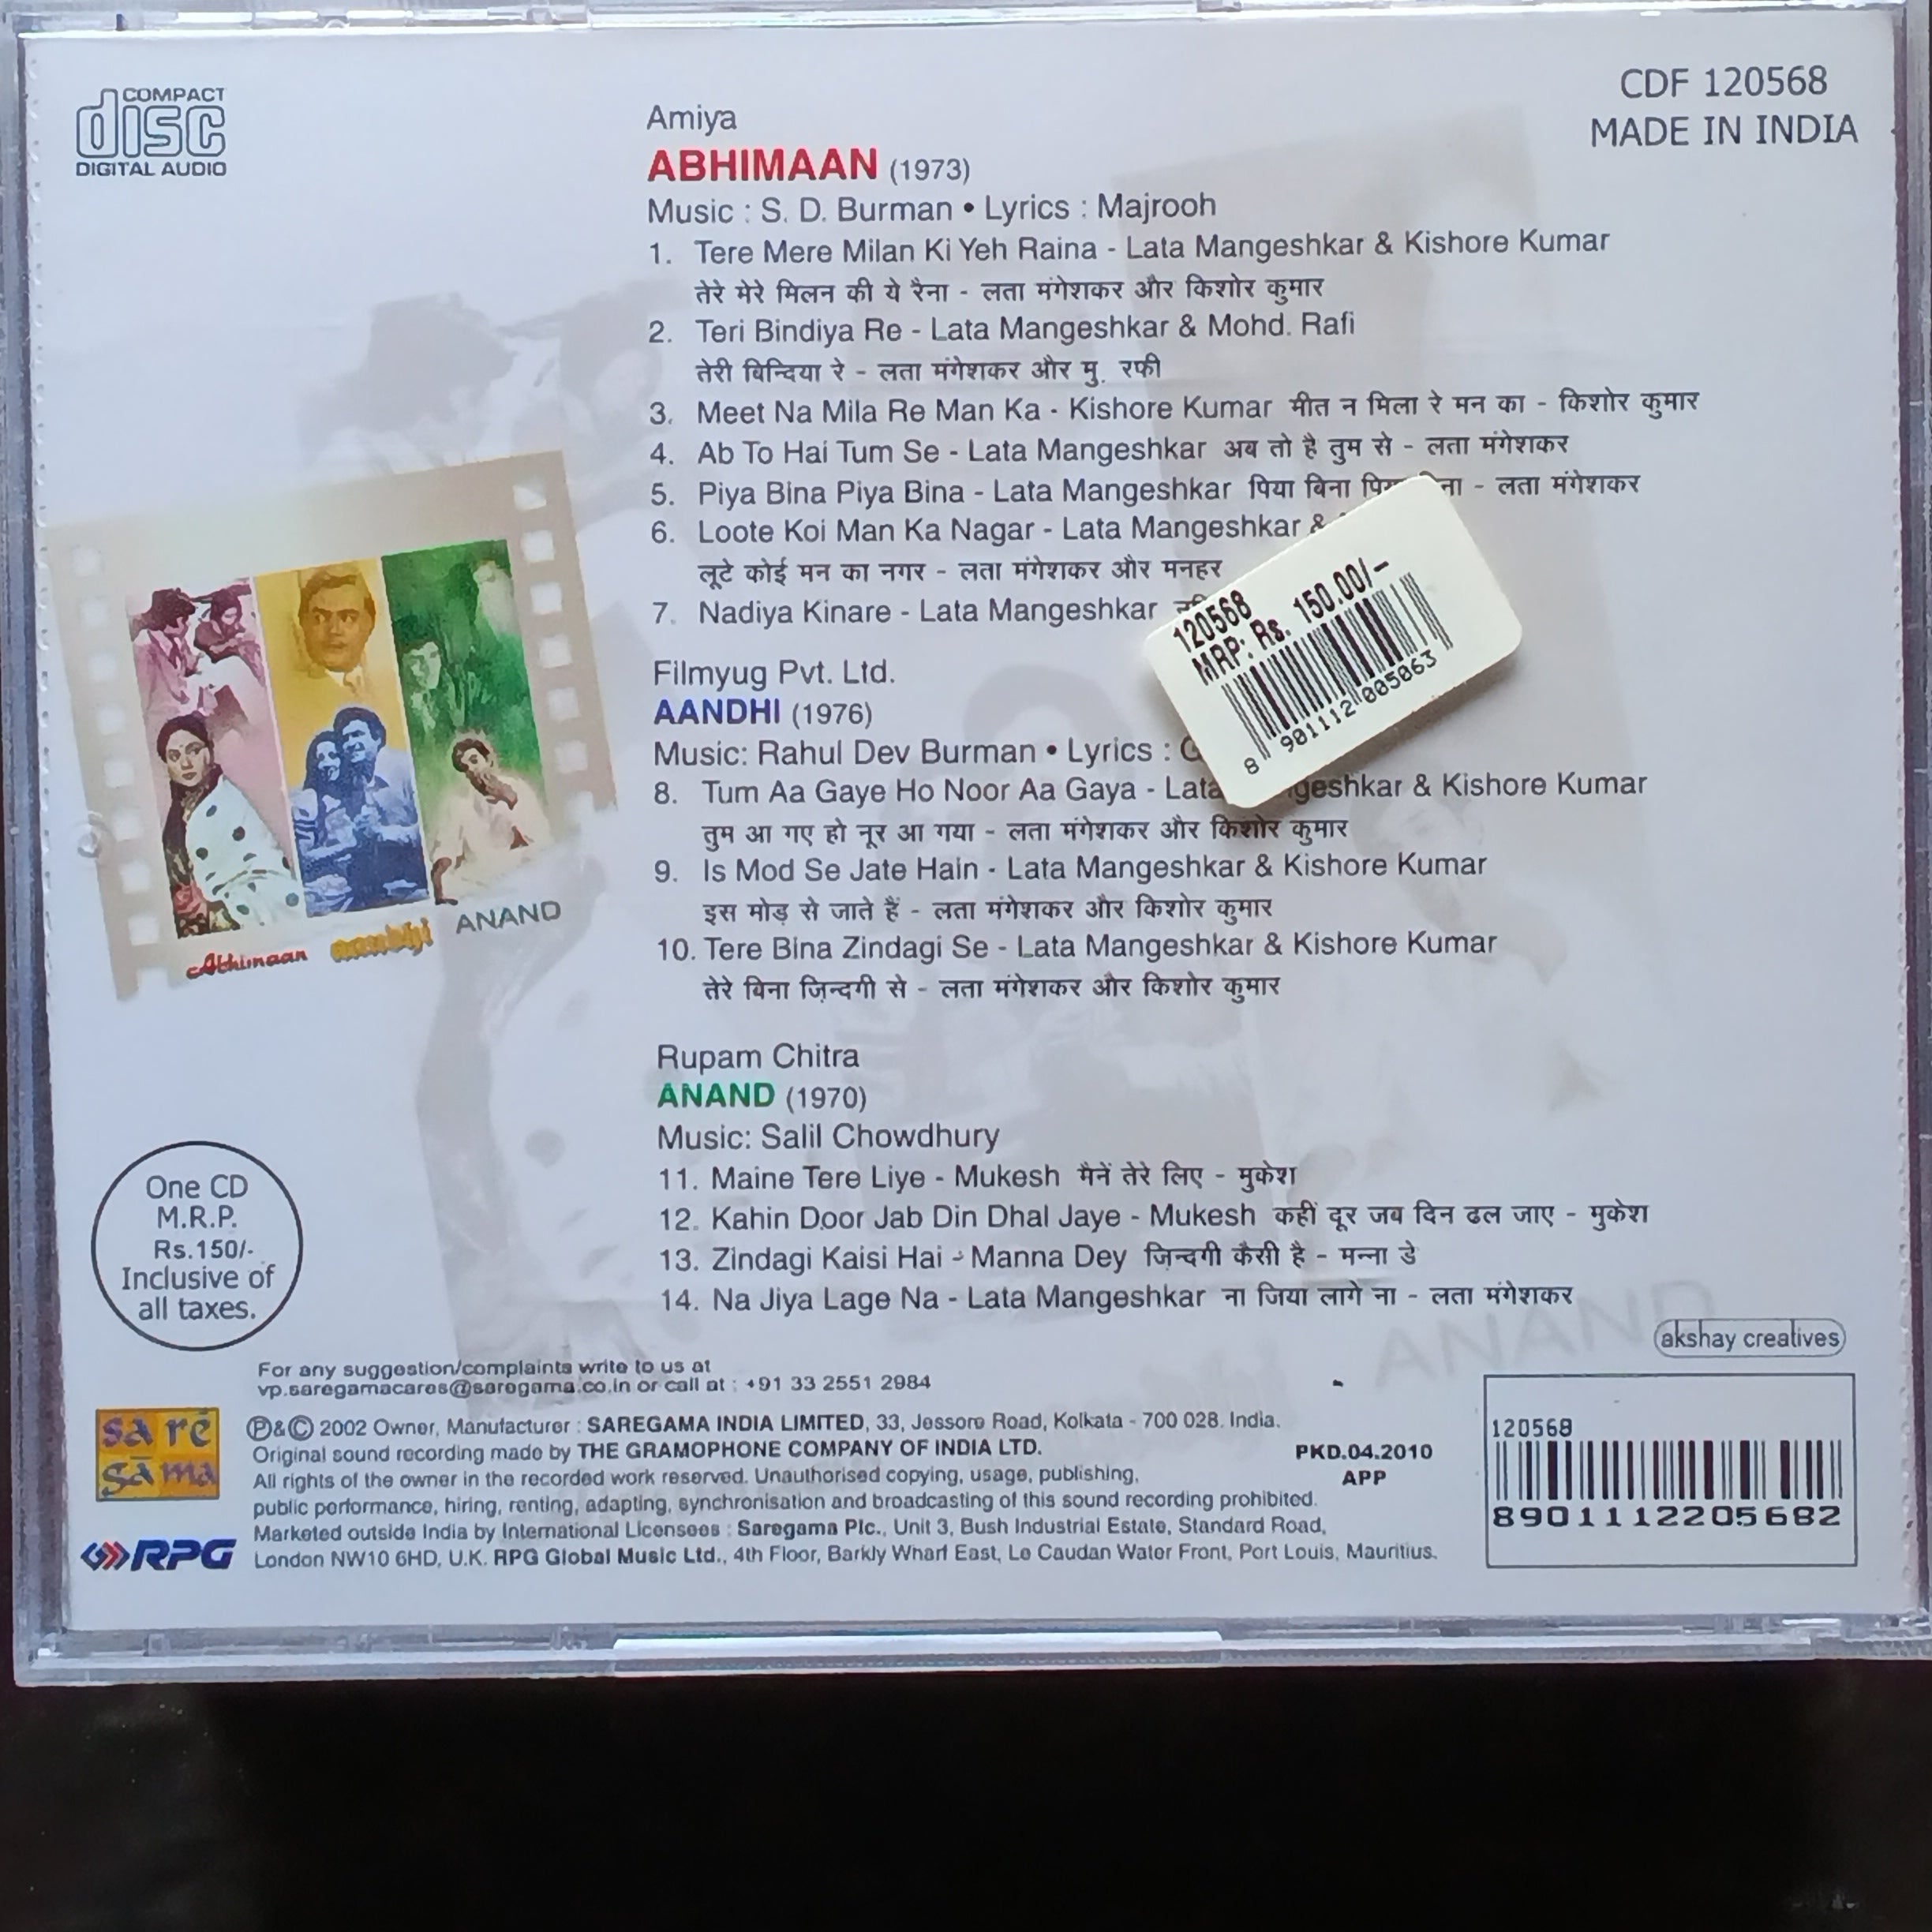 COMPACT
disc
DIGITAL AUDIO
CDF 120568
MADE IN INDIA
Amiya
ABHIMAAN (1973)
Music : S. D. Burman • Lyrics : Majrooh
1. Tere Mere Milan Ki Yeh Raina - Lata Mangeshkar & Kishore Kumar
तेरे मेरे मिलन की ये रैना - लता मंगेशकर और किशोर कुमार
2. Teri Bindiya Re - Lata Mangeshkar & Mohd. Rafi
तेरी बिन्दिया रे - लता मंगेशकर और मु. रफी
3. Meet Na Mila Re Man Ka - Kishore Kumar मीत न मिला रे मन का - किशोर कुमार
4. Ab To Hai Tum Se - Lata Mangeshkar अब तो है तुम से - लता मंगेशकर
5. Piya Bina Piya Bina - Lata Mangeshkar पिया बिना - लता मंगेशकर
6. Loote Koi Man Ka Nagar - Lata Mangeshkar &
लूटे कोई मन का नगर - लता मंगेशकर और मनहर
7. Nadiya Kinare - Lata Mangeshkar
120568
MRP: Rs. 150.00/-
8 901112 005063
Filmyug Pvt. Ltd.
AANDHI (1976)
Music: Rahul Dev Burman • Lyrics :
8. Tum Aa Gaye Ho Noor Aa Gaya - Lata & Kishore Kumar
तुम आ गए हो नूर आ गया - लता मंगेशकर और किशोर कुमार
9. Is Mod Se Jate Hain - Lata Mangeshkar & Kishore Kumar
इस मोड़ से जाते हैं - लता मंगेशकर और किशोर कुमार
10. Tere Bina Zindagi Se - Lata Mangeshkar & Kishore Kumar
तेरे बिना ज़िन्दगी से - लता मंगेशकर और किशोर कुमार
Abhimaan aandhi ANAND
Rupam Chitra
ANAND (1970)
Music: Salil Chowdhury
11. Maine Tere Liye - Mukesh मैनें तेरे लिए - मुकेश
12. Kahin Door Jab Din Dhal Jaye - Mukesh कहीं दूर जब दिन ढल जाए - मुकेश
13. Zindagi Kaisi Hai - Manna Dey ज़िन्दगी कैसी है - मन्ना डे
14. Na Jiya Lage Na - Lata Mangeshkar ना जिया लागे ना - लता मंगेशकर
One CD
M.R.P.
Rs.150/-
Inclusive of
all taxes.
ANAND
akshay creatives
For any suggestion/complaints write to us at
vp.saregamacares@saregama.co.in or call at : +91 33 2551 2984
sa rē
gāma
℗&© 2002 Owner, Manufacturer : SAREGAMA INDIA LIMITED, 33, Jessore Road, Kolkata - 700 028. India.
Original sound recording made by THE GRAMOPHONE COMPANY OF INDIA LTD.
All rights of the owner in the recorded work reserved. Unauthorised copying, usage, publishing,
public performance, hiring, renting, adapting, synchronisation and broadcasting of this sound recording prohibited.
Marketed outside India by International Licensees : Saregama Plc., Unit 3, Bush Industrial Estate, Standard Road,
London NW10 6HD, U.K. RPG Global Music Ltd., 4th Floor, Barkly Wharf East, Le Caudan Water Front, Port Louis, Mauritius.
RPG
PKD.04.2010
APP
120568
8901112205682